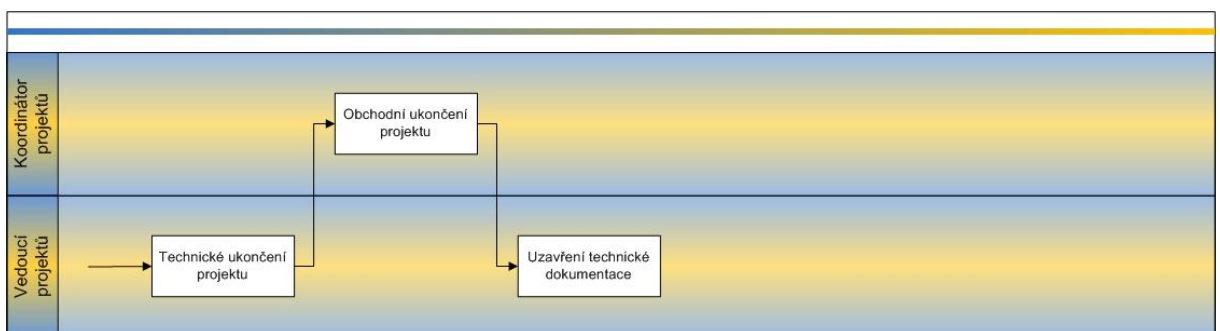 Koordinátor
projektů
Obchodní ukončení
projektu
Vedoucí
projektů
Technické ukončení
projektu
Uzavření technické
dokumentace